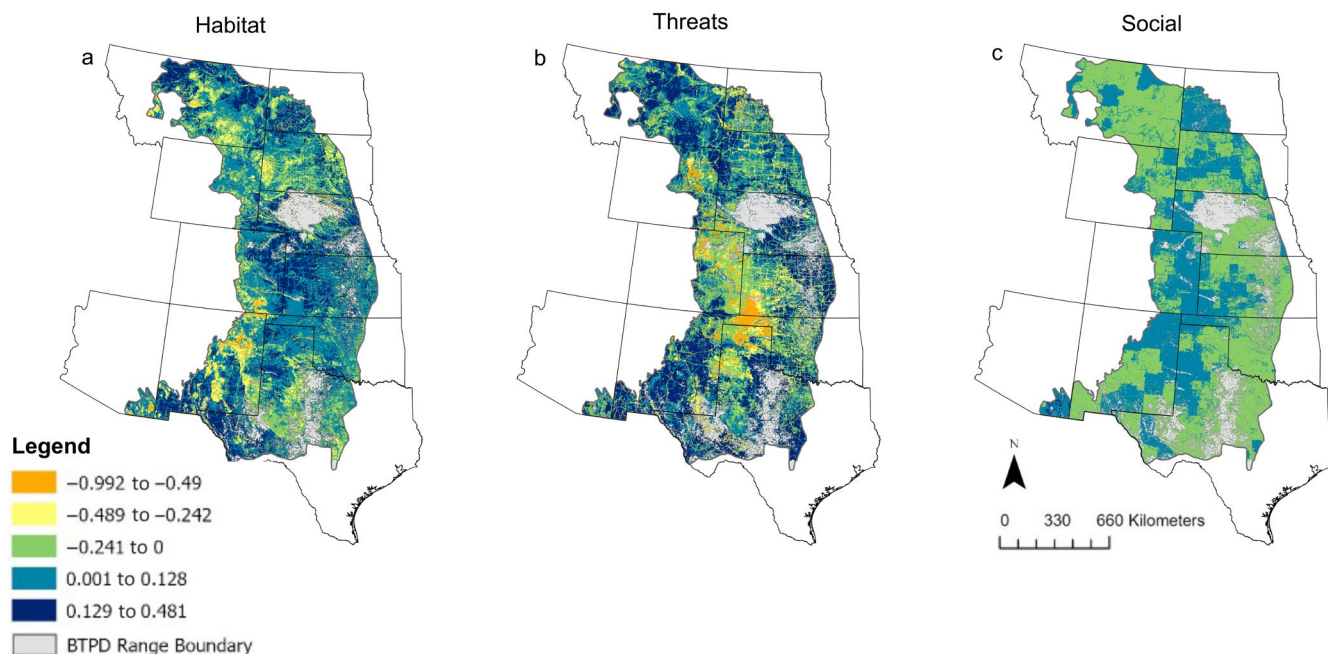 Habitat
Threats
Social
a
b
c
Legend
−0.992 to −0.49
−0.489 to −0.242
−0.241 to 0
0.001 to 0.128
0.129 to 0.481
BTPD Range Boundary
N
0 330 660 Kilometers